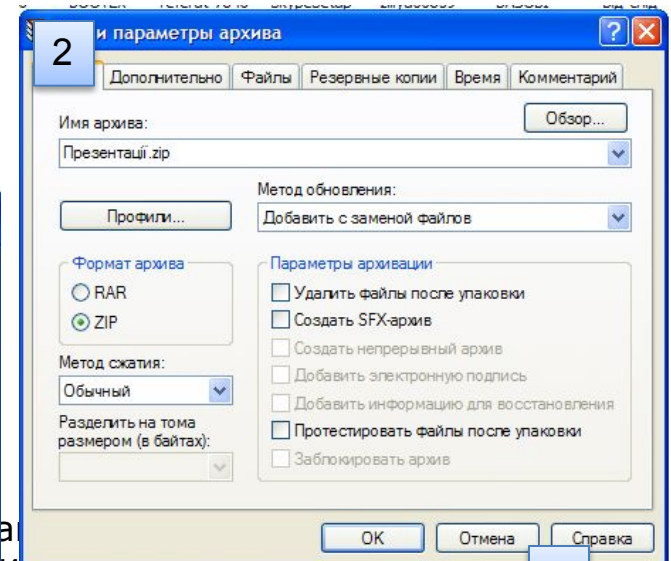 2
и параметры архива
Дополнительно Файлы Резервные копии Время Комментарий
Имя архива:
Обзор...
Презентації.zip
Метод обновления:
Профили...
Добавить с заменой файлов
Формат архива
RAR
ZIP
Метод сжатия:
Обычный
Разделить на тома
размером (в байтах):
Параметры архивации
Удалить файлы после упаковки
Создать SFX-архив
Создать непрерывный архив
Добавить электронную подпись
Добавить информацию для восстановления
Протестировать файлы после упаковки
Заблокировать архив
OK Отмена Справка